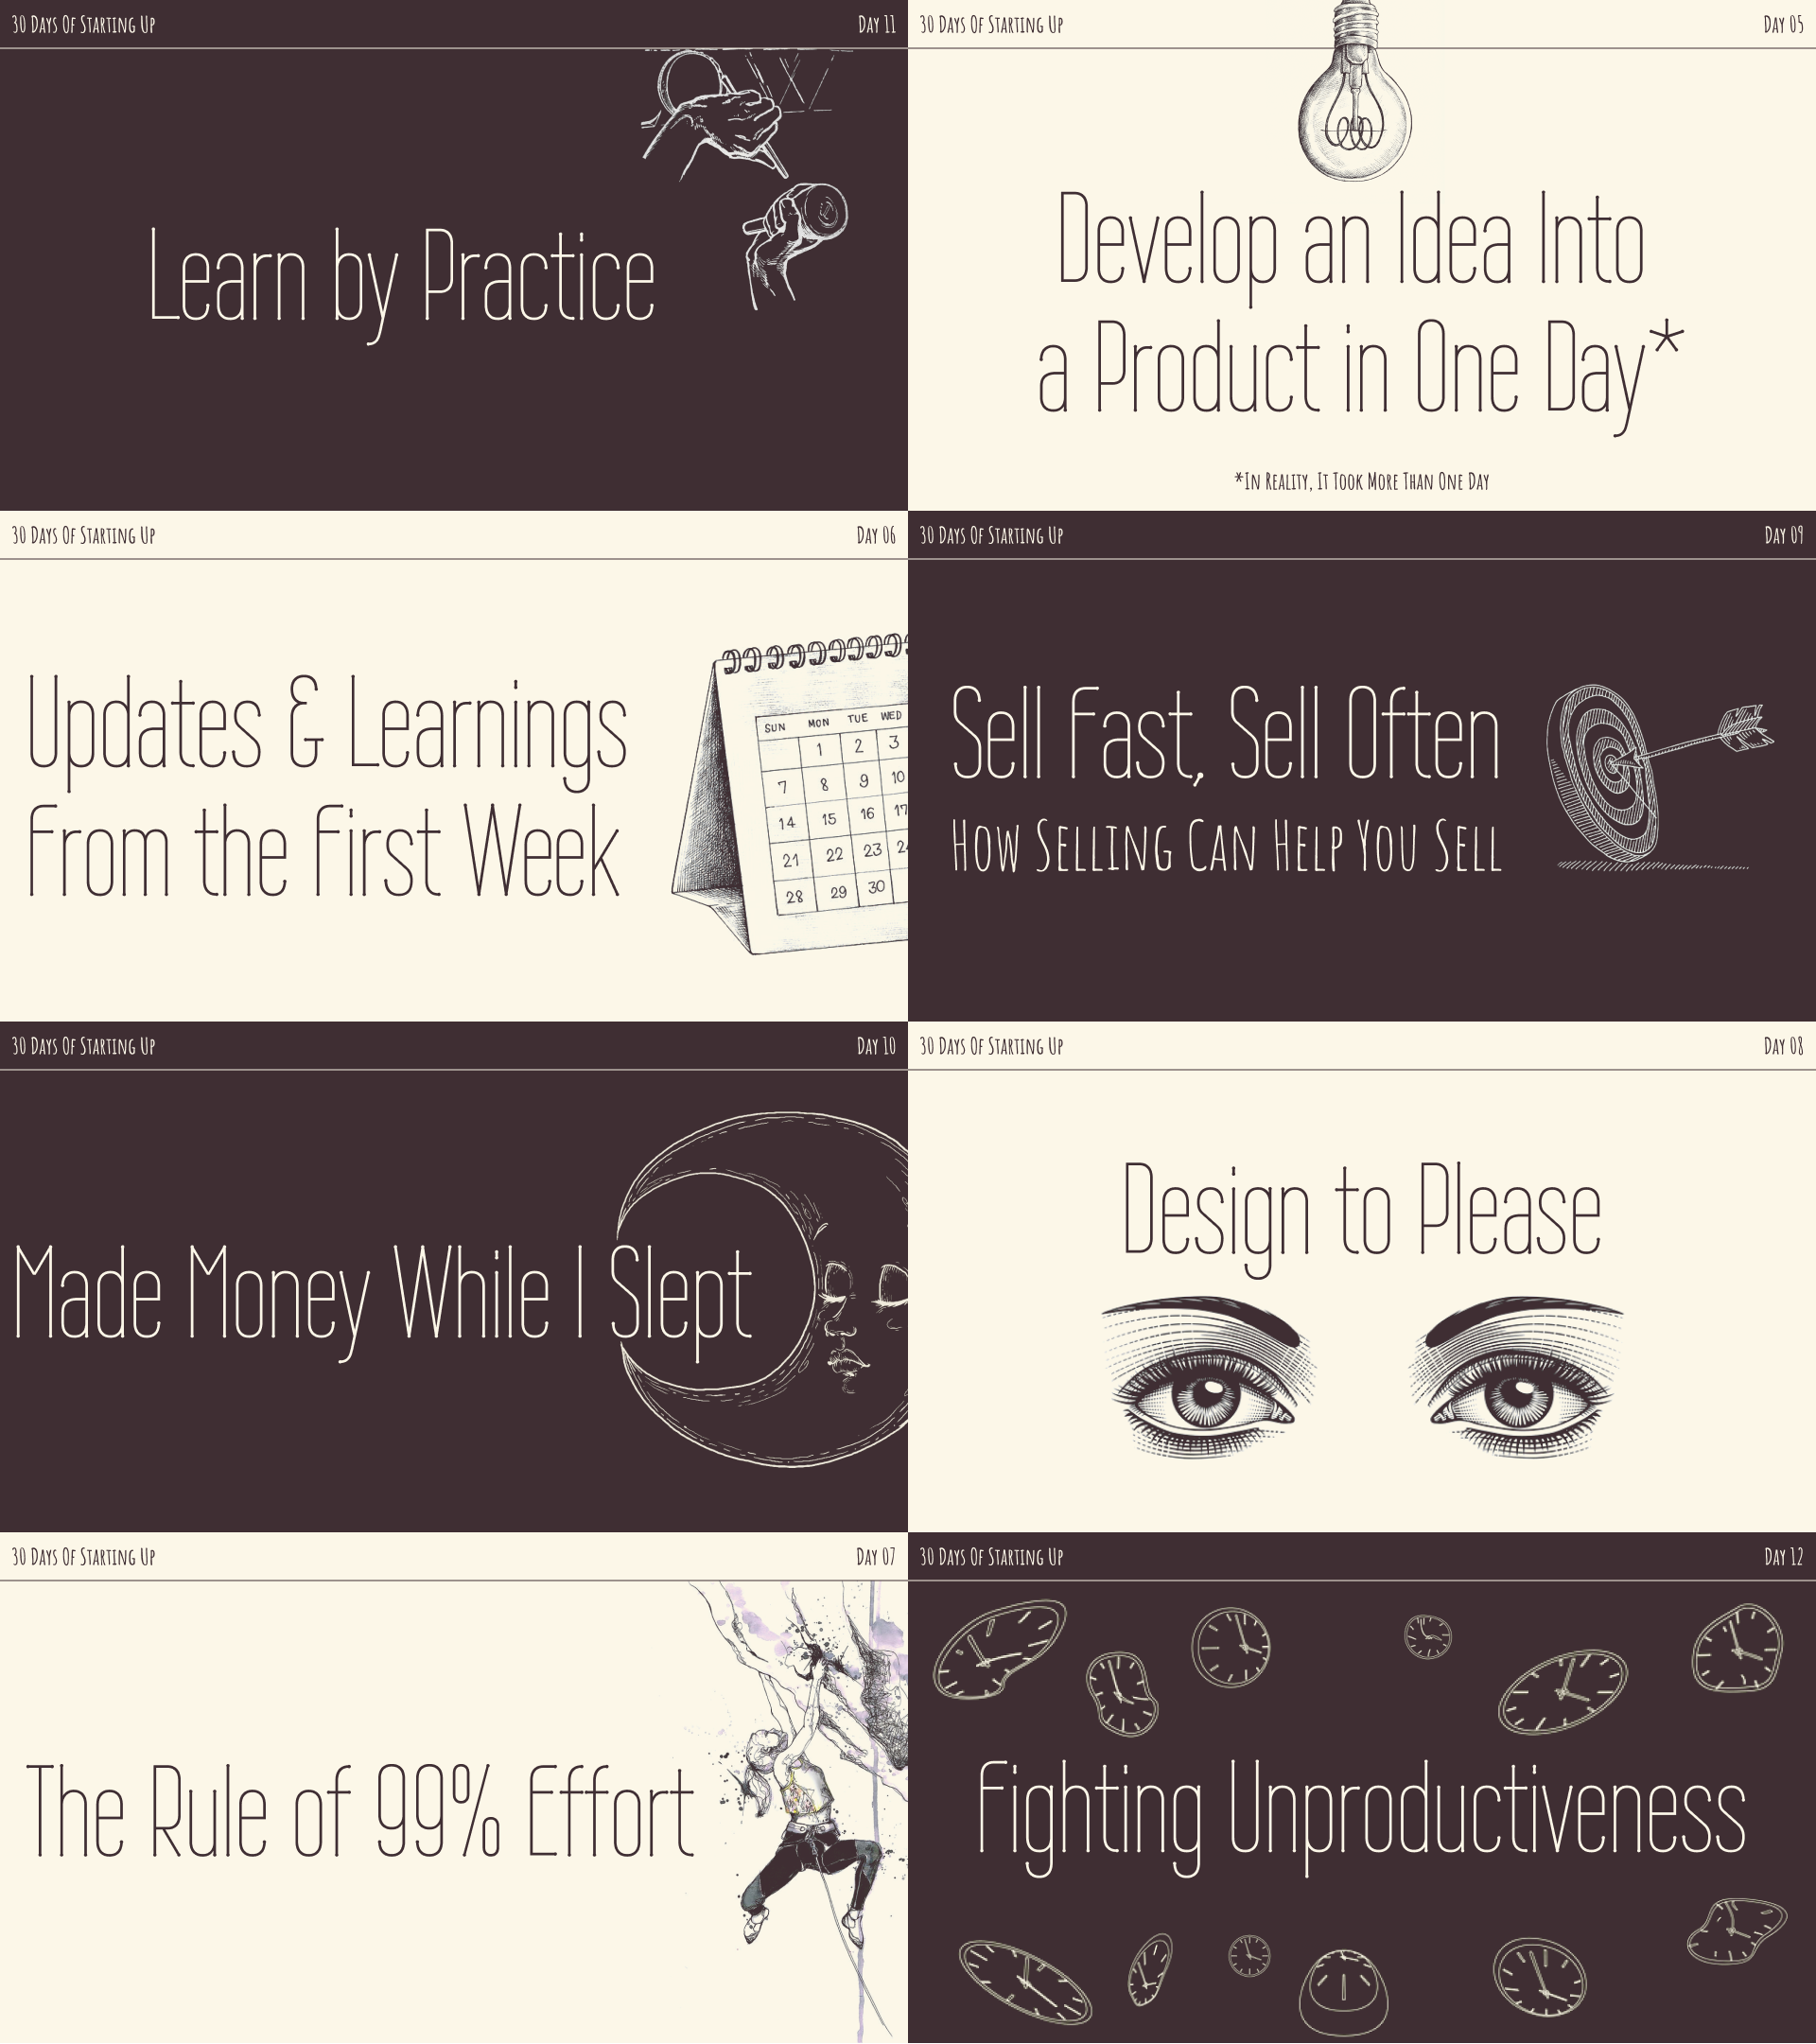 30 Days Of Starting Up
Day 11
Learn by Practice
30 Days Of Starting Up
Day 05
Develop an Idea Into
a Product in One Day*
*In Reality, It Took More Than One Day
30 Days Of Starting Up
Day 06
Updates & Learnings
From the First Week
SUN MON TUE WED
1 2 3
7 8 9 10
14 15 16 17
21 22 23
28 29 30
30 Days Of Starting Up
Day 09
Sell Fast, Sell Often
How Selling Can Help You Sell
30 Days Of Starting Up
Day 10
Made Money While I Slept
30 Days Of Starting Up
Day 08
Design to Please
30 Days Of Starting Up
Day 07
The Rule of 99% Effort
30 Days Of Starting Up
Day 12
Fighting Unproductiveness